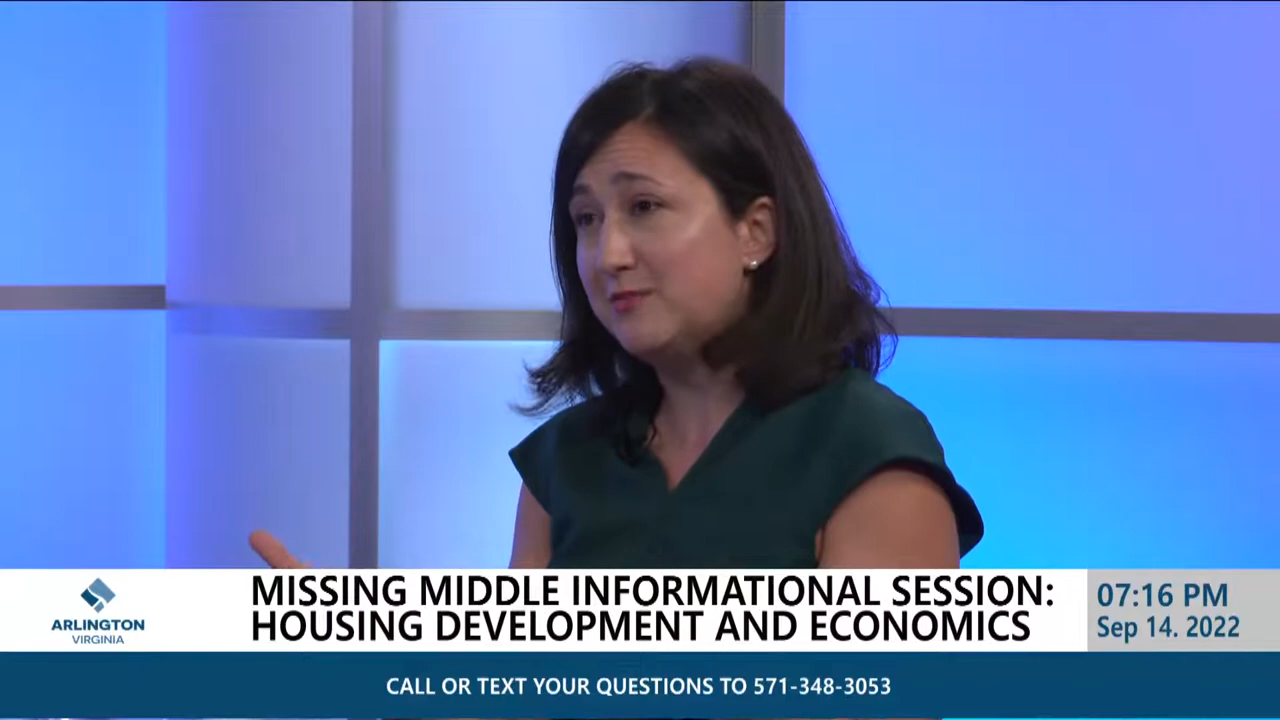 MISSING MIDDLE INFORMATIONAL SESSION:
HOUSING DEVELOPMENT AND ECONOMICS
ARLINGTON
VIRGINIA
07:16 PM
Sep 14. 2022
CALL OR TEXT YOUR QUESTIONS TO 571-348-3053